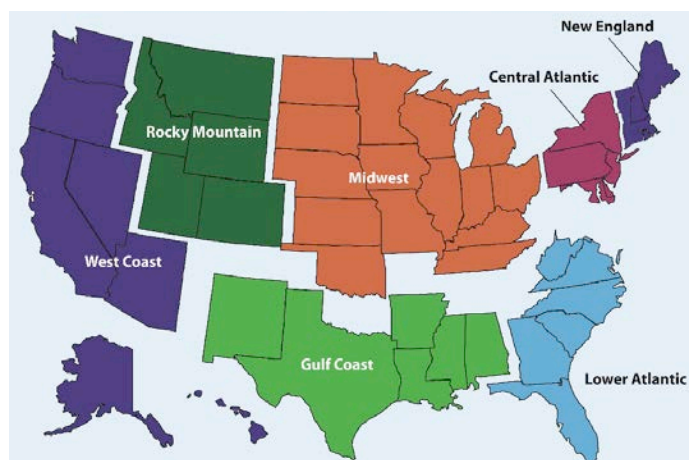 New England
Central Atlantic
Rocky Mountain
Midwest
West Coast
Gulf Coast
Lower Atlantic